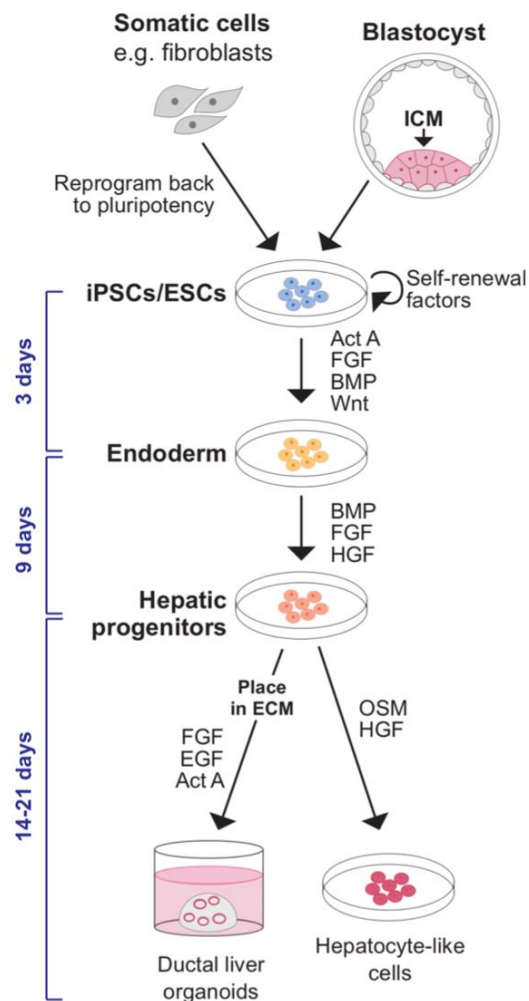 Somatic cells
e.g. fibroblasts
Blastocyst
ICM
Reprogram back
to pluripotency
iPSCs/ESCs
Self-renewal
factors
3 days
Act A
FGF
BMP
Wnt
Endoderm
9 days
BMP
FGF
HGF
Hepatic
progenitors
Place
in ECM
OSM
HGF
FGF
EGF
Act A
14-21 days
Ductal liver
organoids
Hepatocyte-like
cells